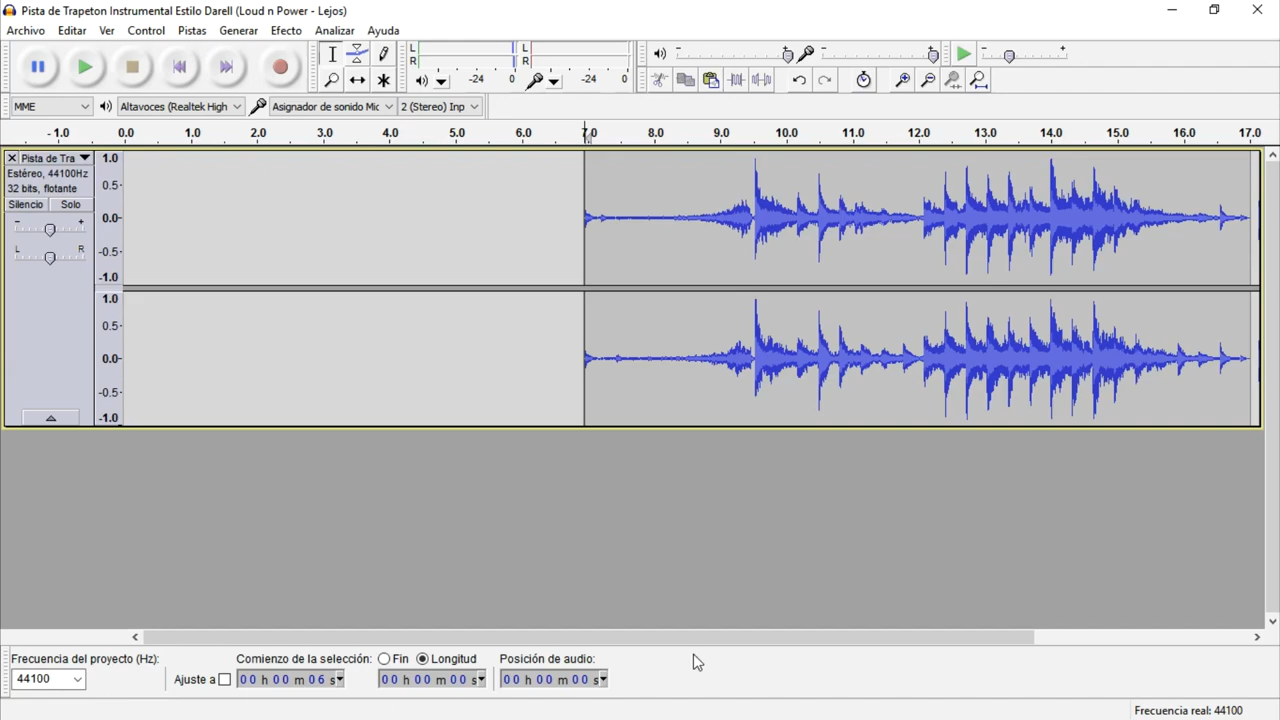 Pista de Trapeton Instrumental Estilo Darell (Loud n Power - Lejos)
Archivo Editar Ver Control Pistas Generar Efecto Analizar Ayuda
L L
R R
-24 0 -24 0
MME Altavoces (Realtek High Asignador de sonido Mic 2 (Stereo) Inp
- 1.0 0.0 1.0 2.0 3.0 4.0 5.0 6.0 7.0 8.0 9.0 10.0 11.0 12.0 13.0 14.0 15.0 16.0 17.0
Pista de Tra
Estéreo, 44100Hz
32 bits, flotante
Silencio Solo
- +
L R
1.0
0.5-
0.0-
-0.5-
-1.0
1.0
0.5-
0.0-
-0.5-
-1.0
Frecuencia del proyecto (Hz): Comienzo de la selección: Fin Longitud Posición de audio:
44100 Ajuste a 00 h 00 m 06 s 00 h 00 m 00 s 00 h 00 m 00 s
Frecuencia real: 44100